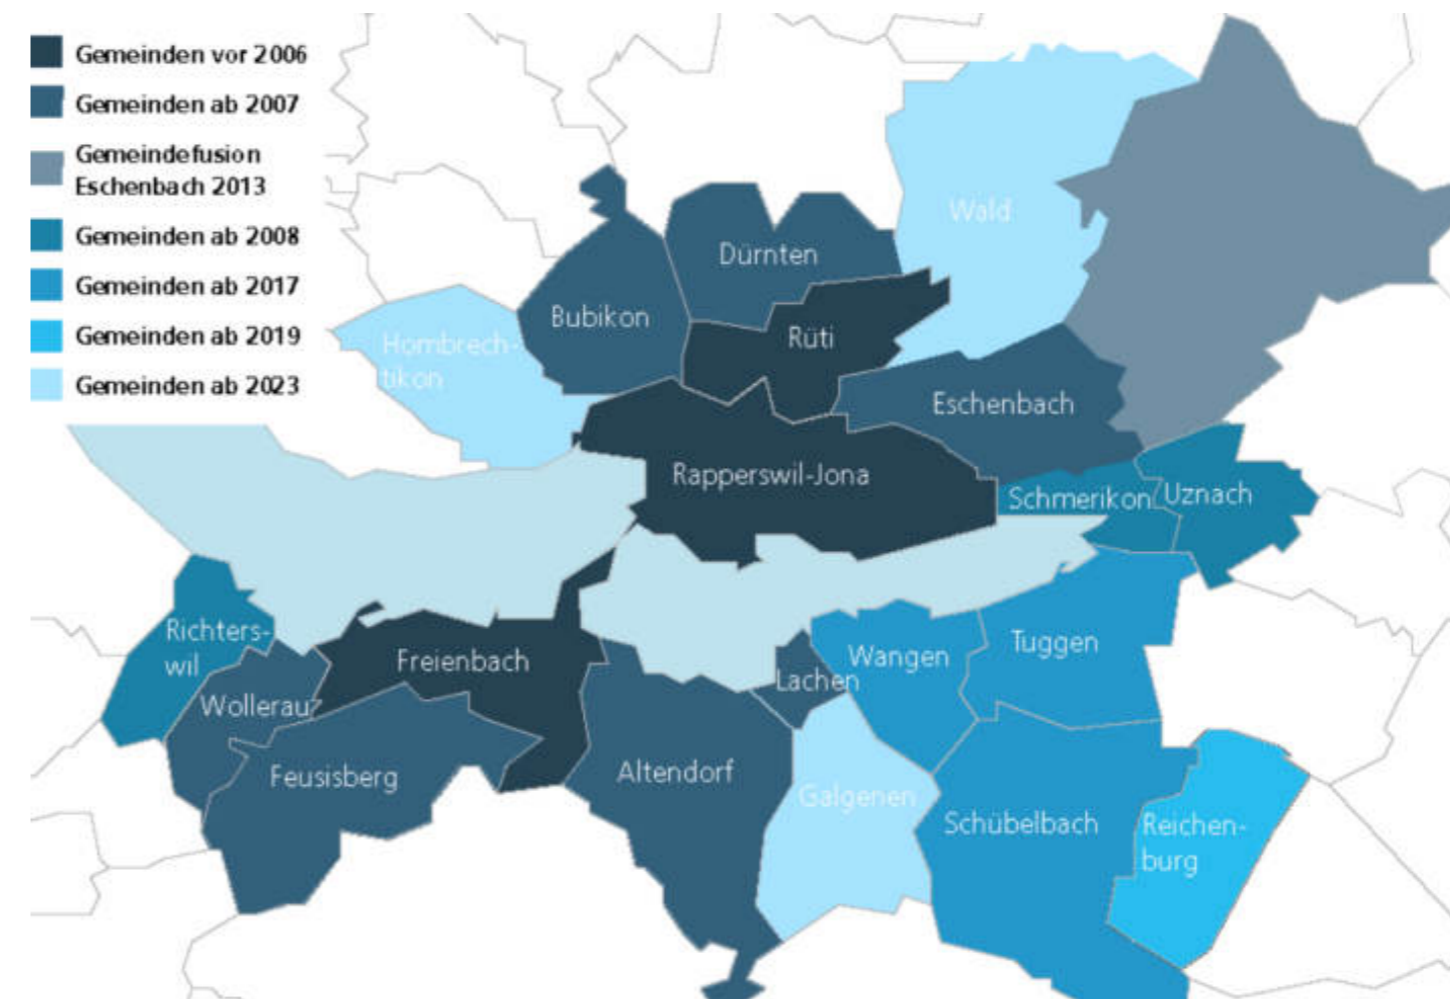 Gemeinden vor 2006
Gemeinden ab 2007
Gemeindefusion
Eschenbach 2013
Gemeinden ab 2008
Gemeinden ab 2017
Gemeinden ab 2019
Gemeinden ab 2023
Wald
Dürnten
Bubikon
Rüti
Hombrech-
tikon
Eschenbach
Rapperswil-Jona
Schmerikon
Uznach
Richters-
wil
Freienbach
Wangen
Tuggen
Lachen
Wollerau
Feusisberg
Altendorf
Galgenen
Schübelbach
Reichen-
burg